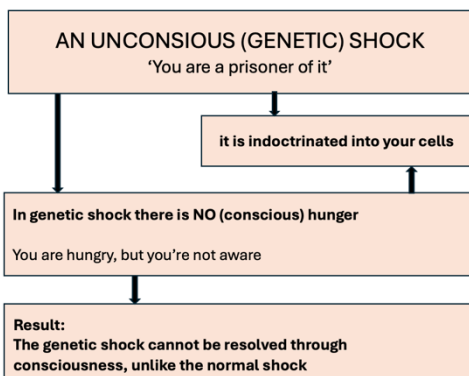 AN UNCONSIOUS (GENETIC) SHOCK
‘You are a prisoner of it’
it is indoctrinated into your cells
In genetic shock there is NO (conscious) hunger
You are hungry, but you’re not aware
Result:
The genetic shock cannot be resolved through
consciousness, unlike the normal shock